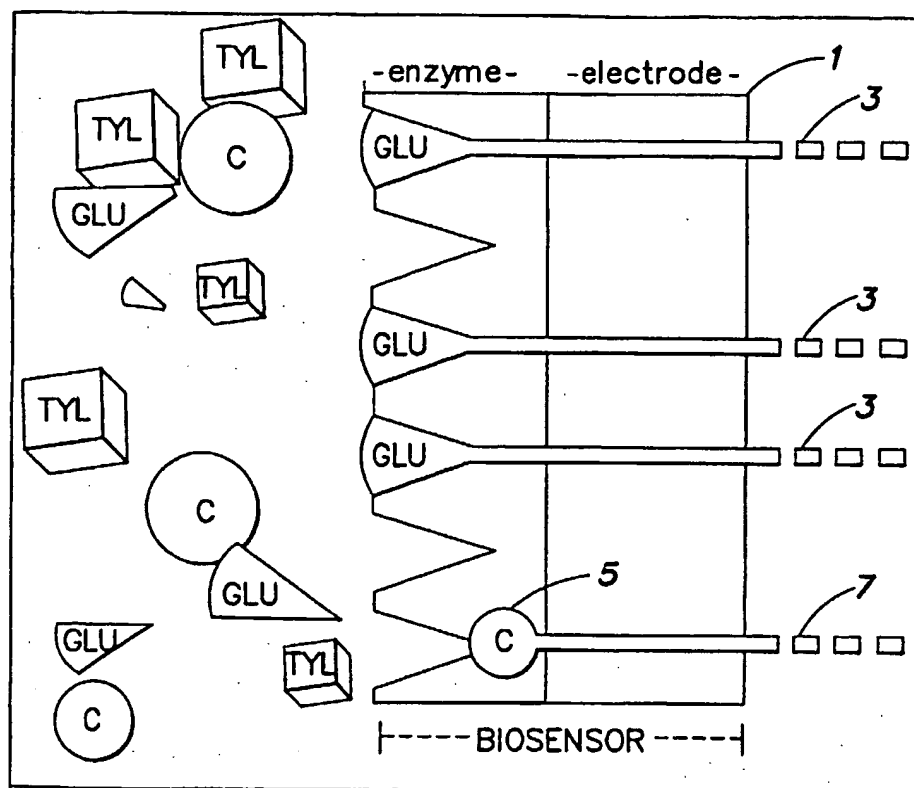 TYL
-enzyme-
-electrode-
1
3
TYL
C
GLU
GLU
TYL
3
GLU
TYL
3
GLU
C
GLU
5
7
GLU
TYL
C
C
BIOSENSOR